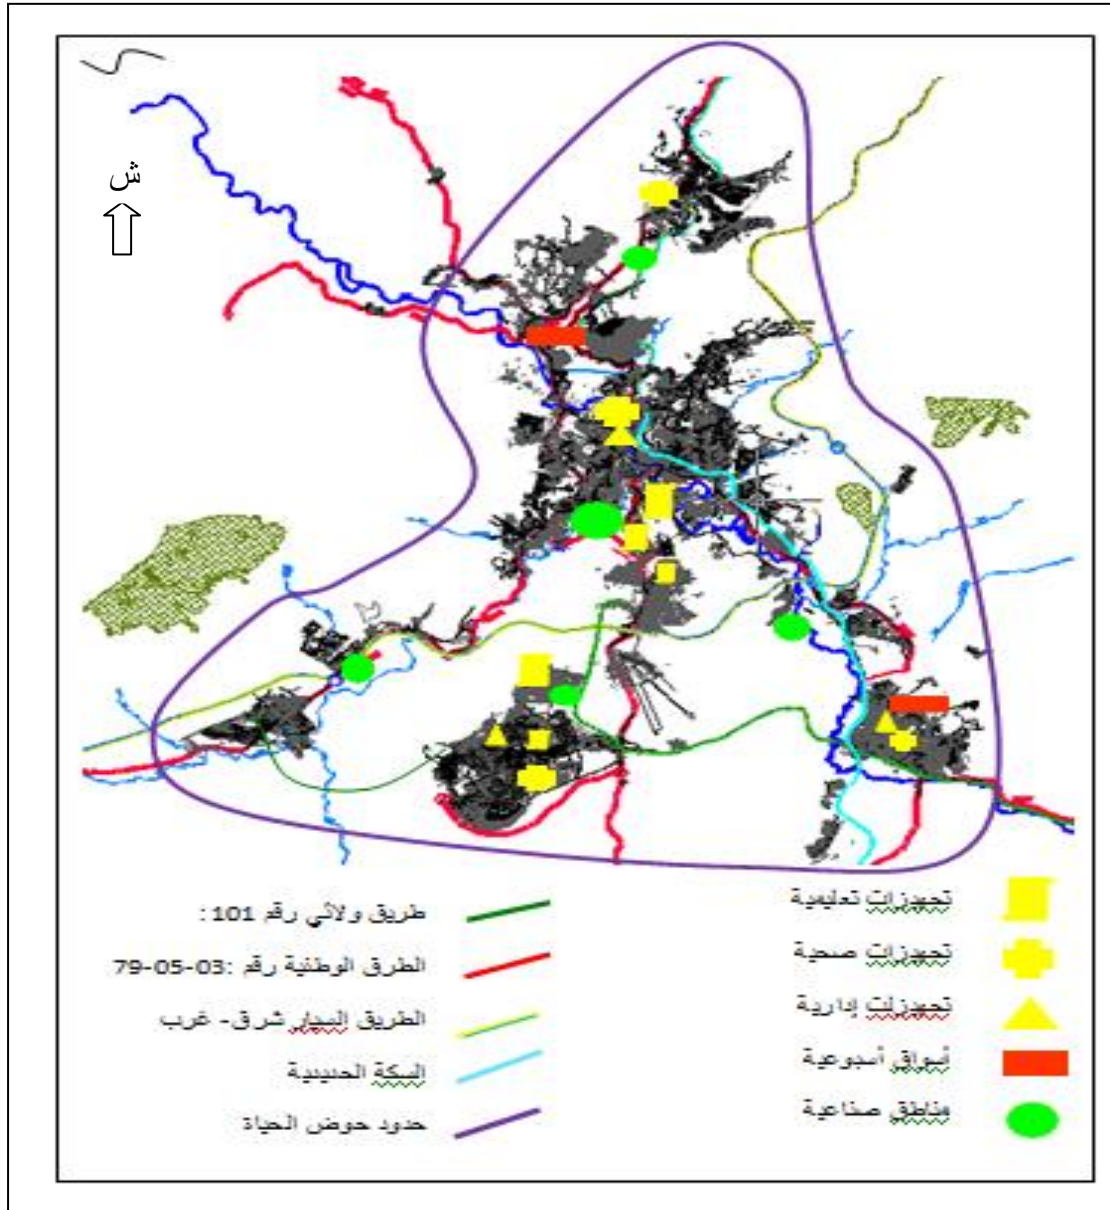 ش
تجهيزات تعليمية
تجهيزات صحية
تجهيزات إدارية
أسواق أسبوعية
مناطق صناعية
طريق ولائي رقم 101 :
الطرق الوطنية رقم :03-05-79
الطريق السيار شرق- غرب
السكة الحديدية
حدود حوض الحياة